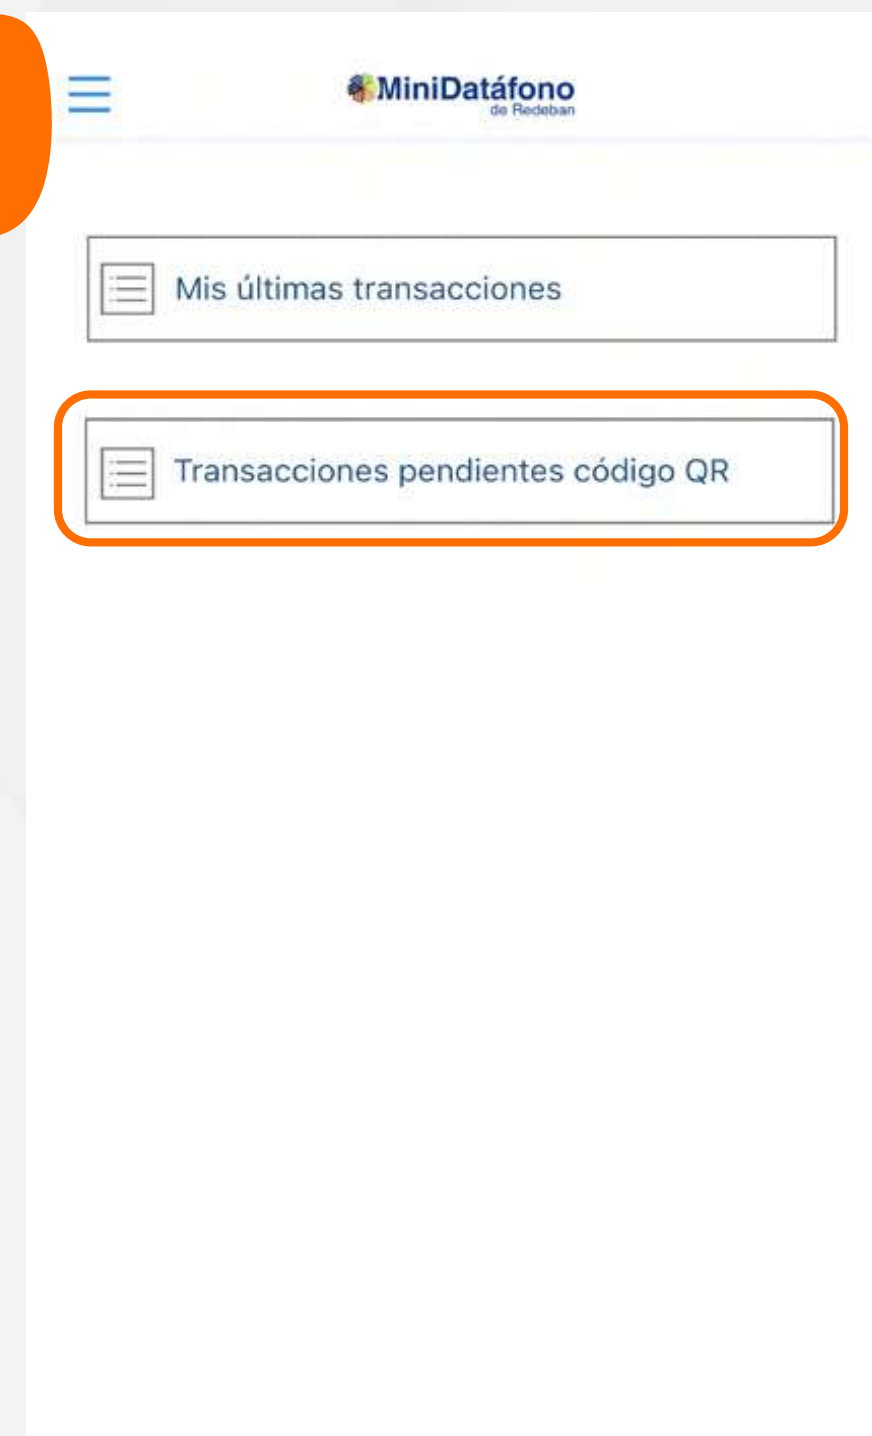 MiniDatáfono
de Redeban
Mis últimas transacciones
Transacciones pendientes código QR